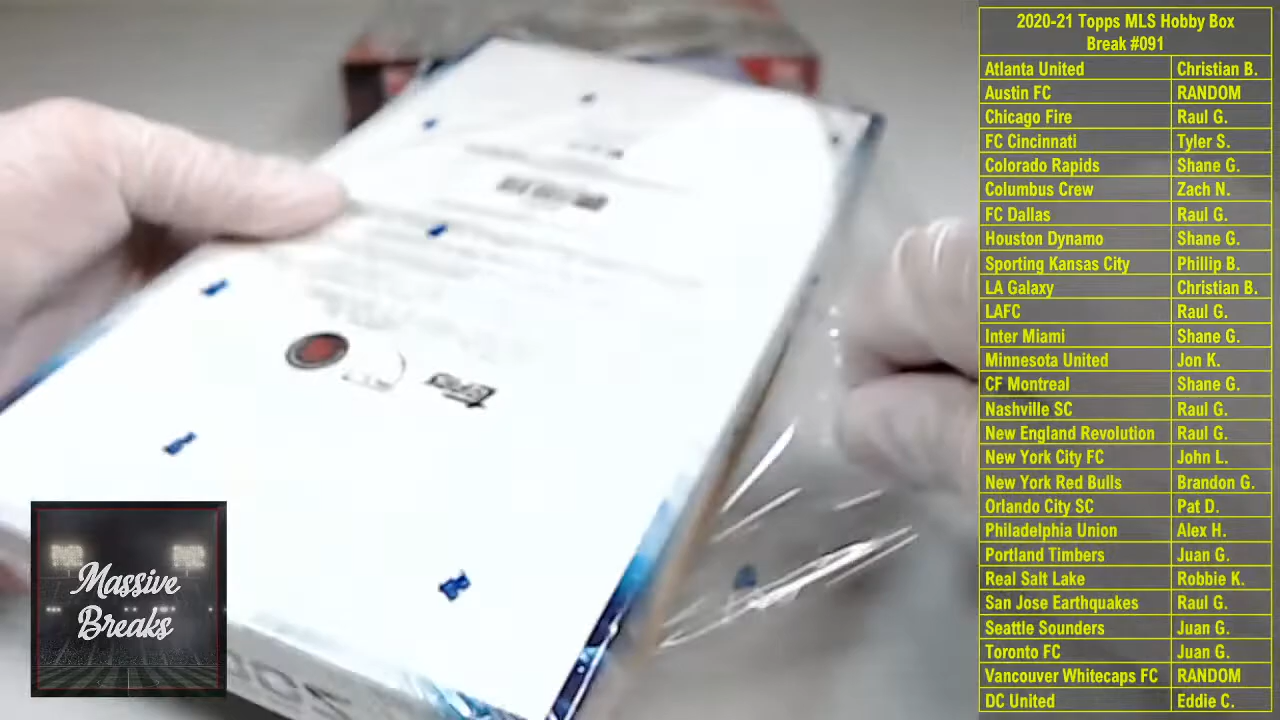 2020-21 Topps MLS Hobby Box
Break #091
Atlanta United Christian B.
Austin FC RANDOM
Chicago Fire Raul G.
FC Cincinnati Tyler S.
Colorado Rapids Shane G.
Columbus Crew Zach N.
FC Dallas Raul G.
Houston Dynamo Shane G.
Sporting Kansas City Phillip B.
LA Galaxy Christian B.
LAFC Raul G.
Inter Miami Shane G.
Minnesota United Jon K.
CF Montreal Shane G.
Nashville SC Raul G.
New England Revolution Raul G.
New York City FC John L.
New York Red Bulls Brandon G.
Orlando City SC Pat D.
Philadelphia Union Alex H.
Portland Timbers Juan G.
Real Salt Lake Robbie K.
San Jose Earthquakes Raul G.
Seattle Sounders Juan G.
Toronto FC Juan G.
Vancouver Whitecaps FC RANDOM
DC United Eddie C.
Massive
Breaks